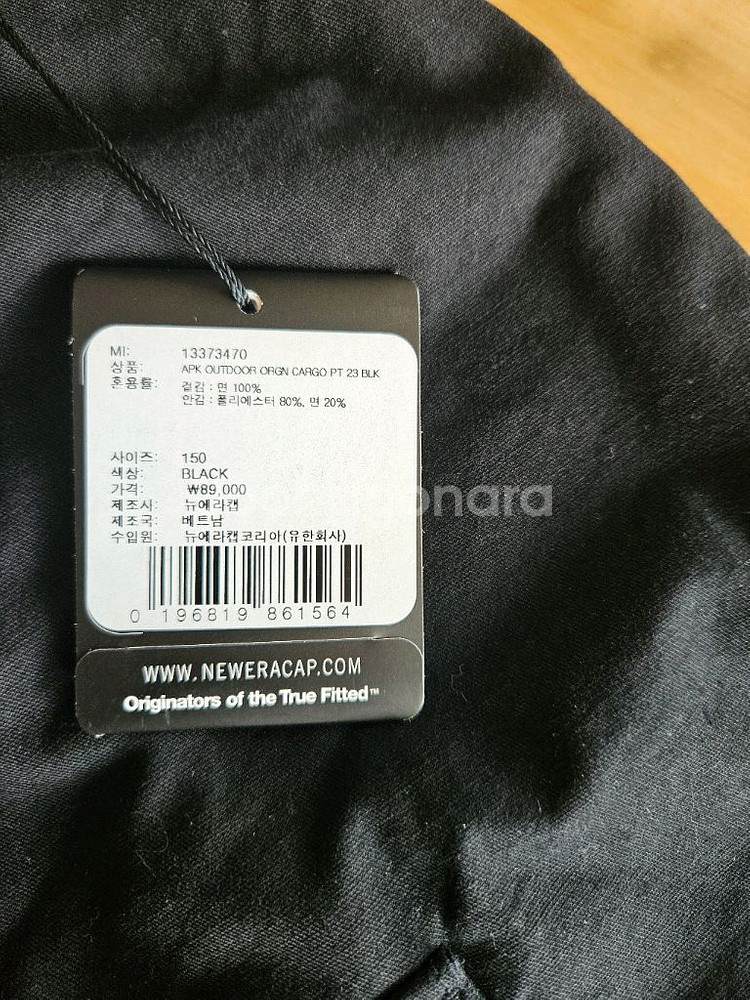 MI: 13373470
상품: APK OUTDOOR ORGN CARGO PT 23 BLK
혼용률: 겉감 : 면 100%
안감 : 폴리에스터 80%, 면 20%
사이즈: 150
색상: BLACK
가격: ₩89,000
제조사: 뉴에라캡
제조국: 베트남
수입원: 뉴에라캡코리아(유한회사)
0 196819 861564
WWW.NEWERACAP.COM
Originators of the True Fitted™